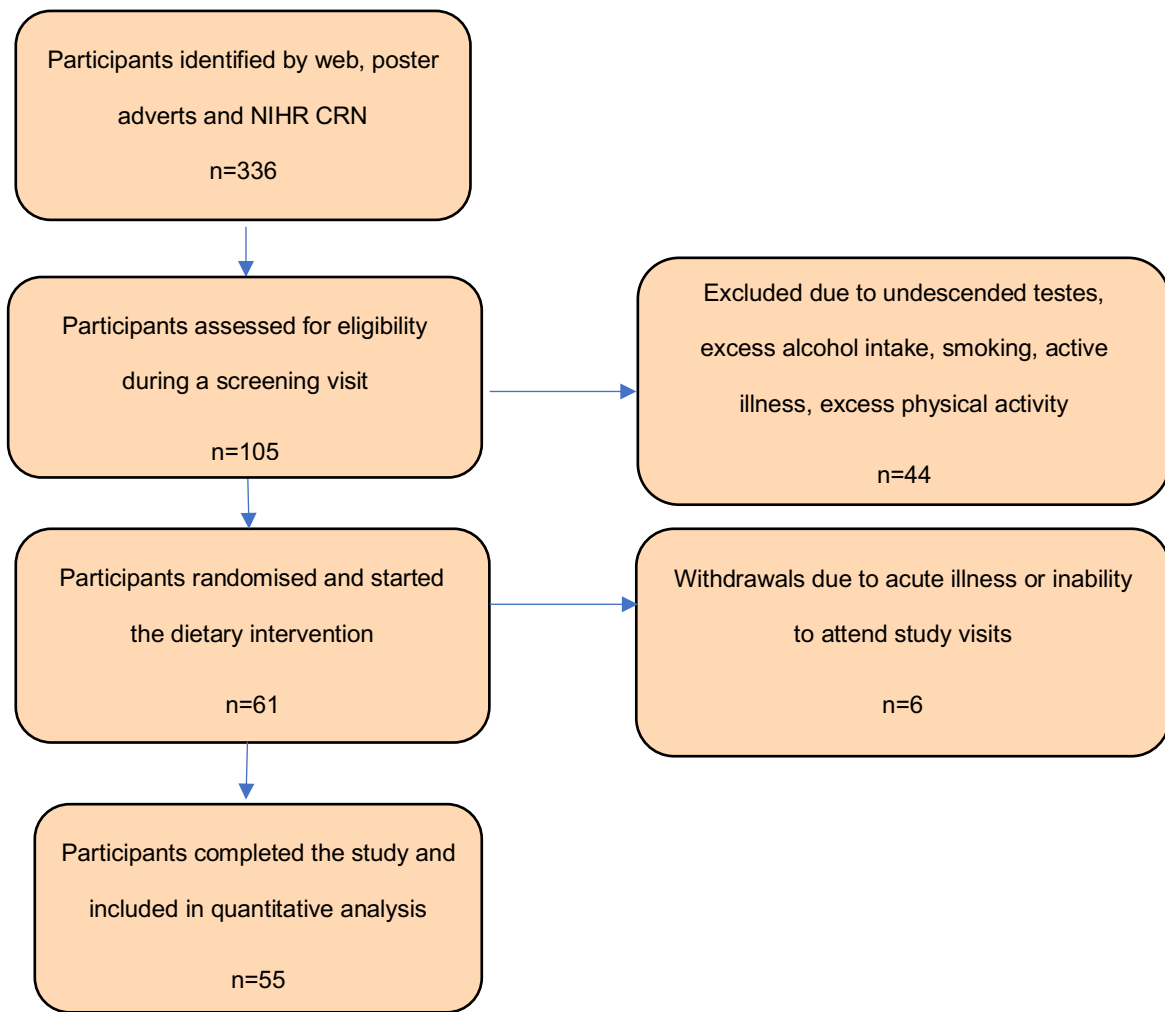 Participants identified by web, poster
adverts and NIHR CRN
n=336
Participants assessed for eligibility
during a screening visit
n=105
Excluded due to undescended testes,
excess alcohol intake, smoking, active
illness, excess physical activity
n=44
Participants randomised and started
the dietary intervention
n=61
Withdrawals due to acute illness or inability
to attend study visits
n=6
Participants completed the study and
included in quantitative analysis
n=55